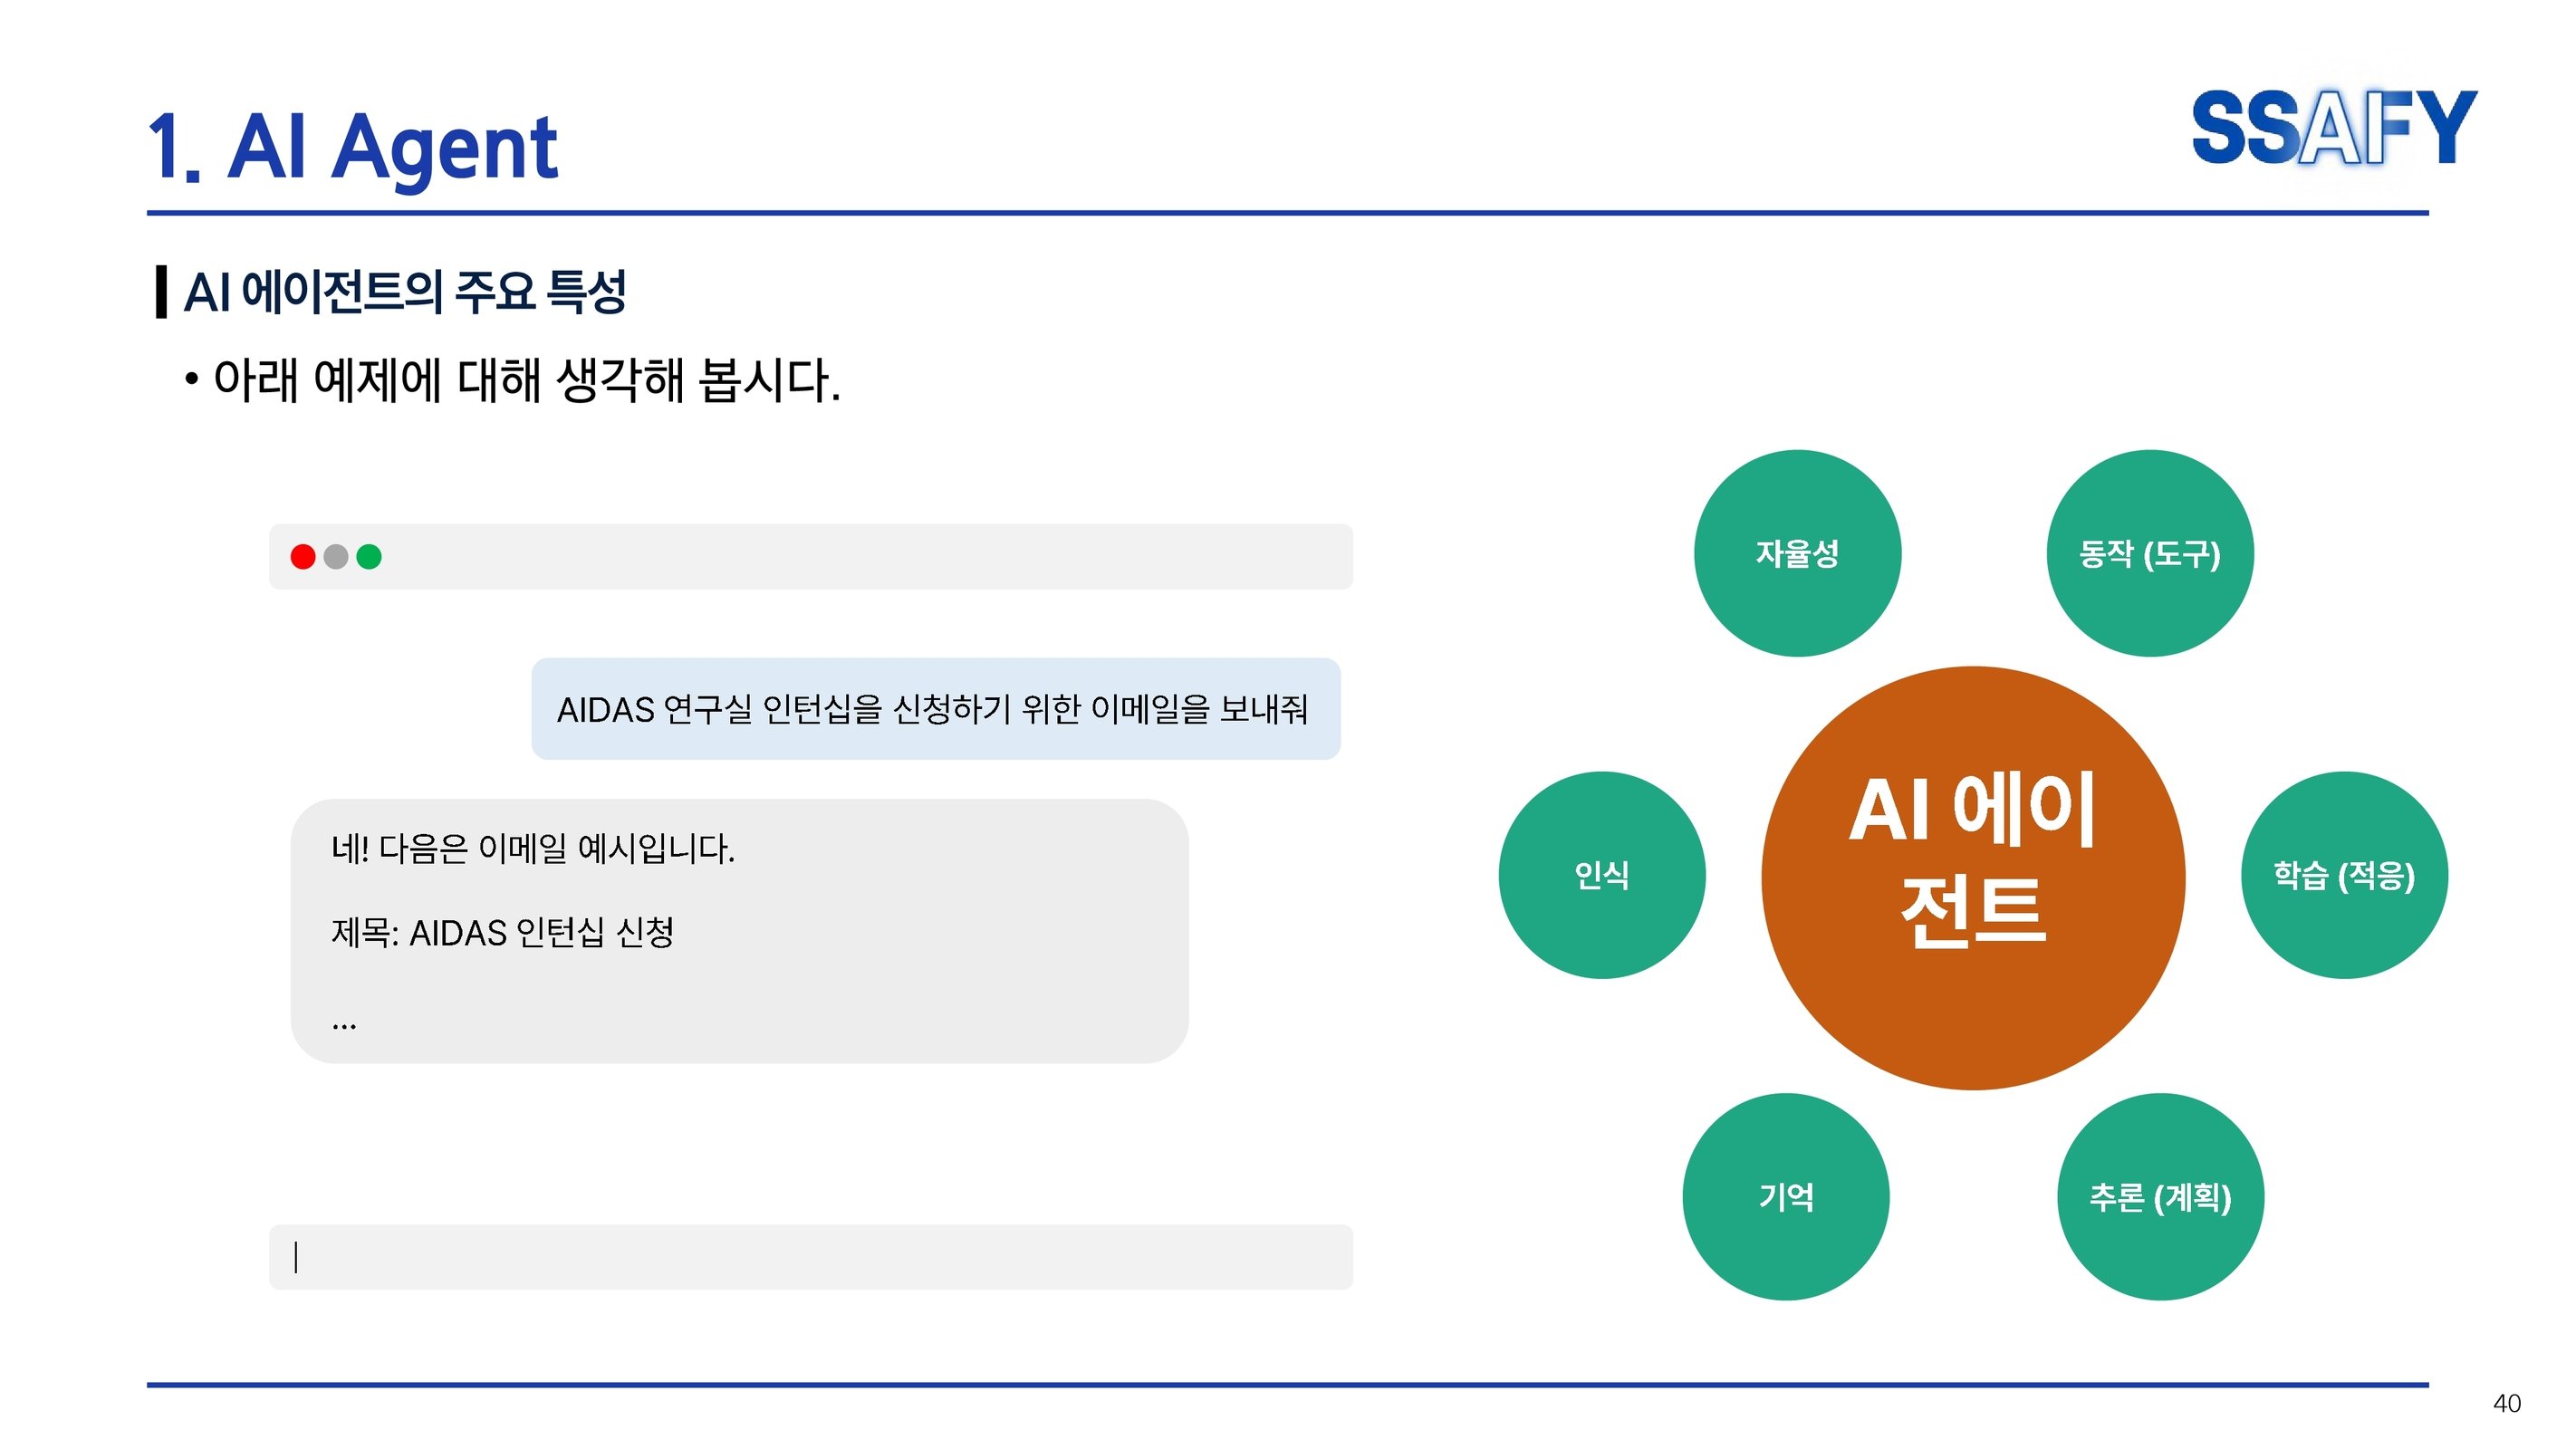 1. AI Agent
SSAFY
AI 에이전트의 주요 특성
• 아래 예제에 대해 생각해 봅시다.
AIDAS 연구실 인턴십을 신청하기 위한 이메일을 보내줘
네! 다음은 이메일 예시입니다.
제목: AIDAS 인턴십 신청
...
자율성
동작 (도구)
인식
AI 에이
전트
학습 (적응)
기억
추론 (계획)
40